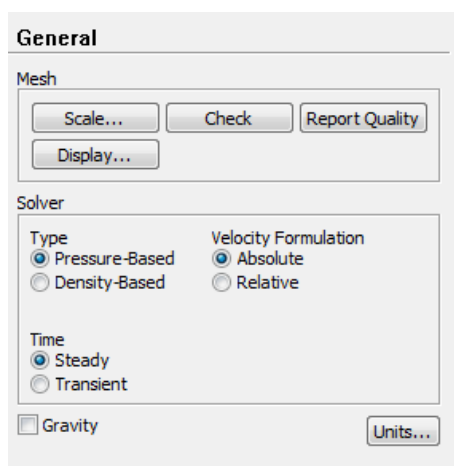 General
Mesh
Scale... Check Report Quality
Display...
Solver
Type Velocity Formulation
Pressure-Based Absolute
Density-Based Relative
Time
Steady
Transient
Gravity Units...